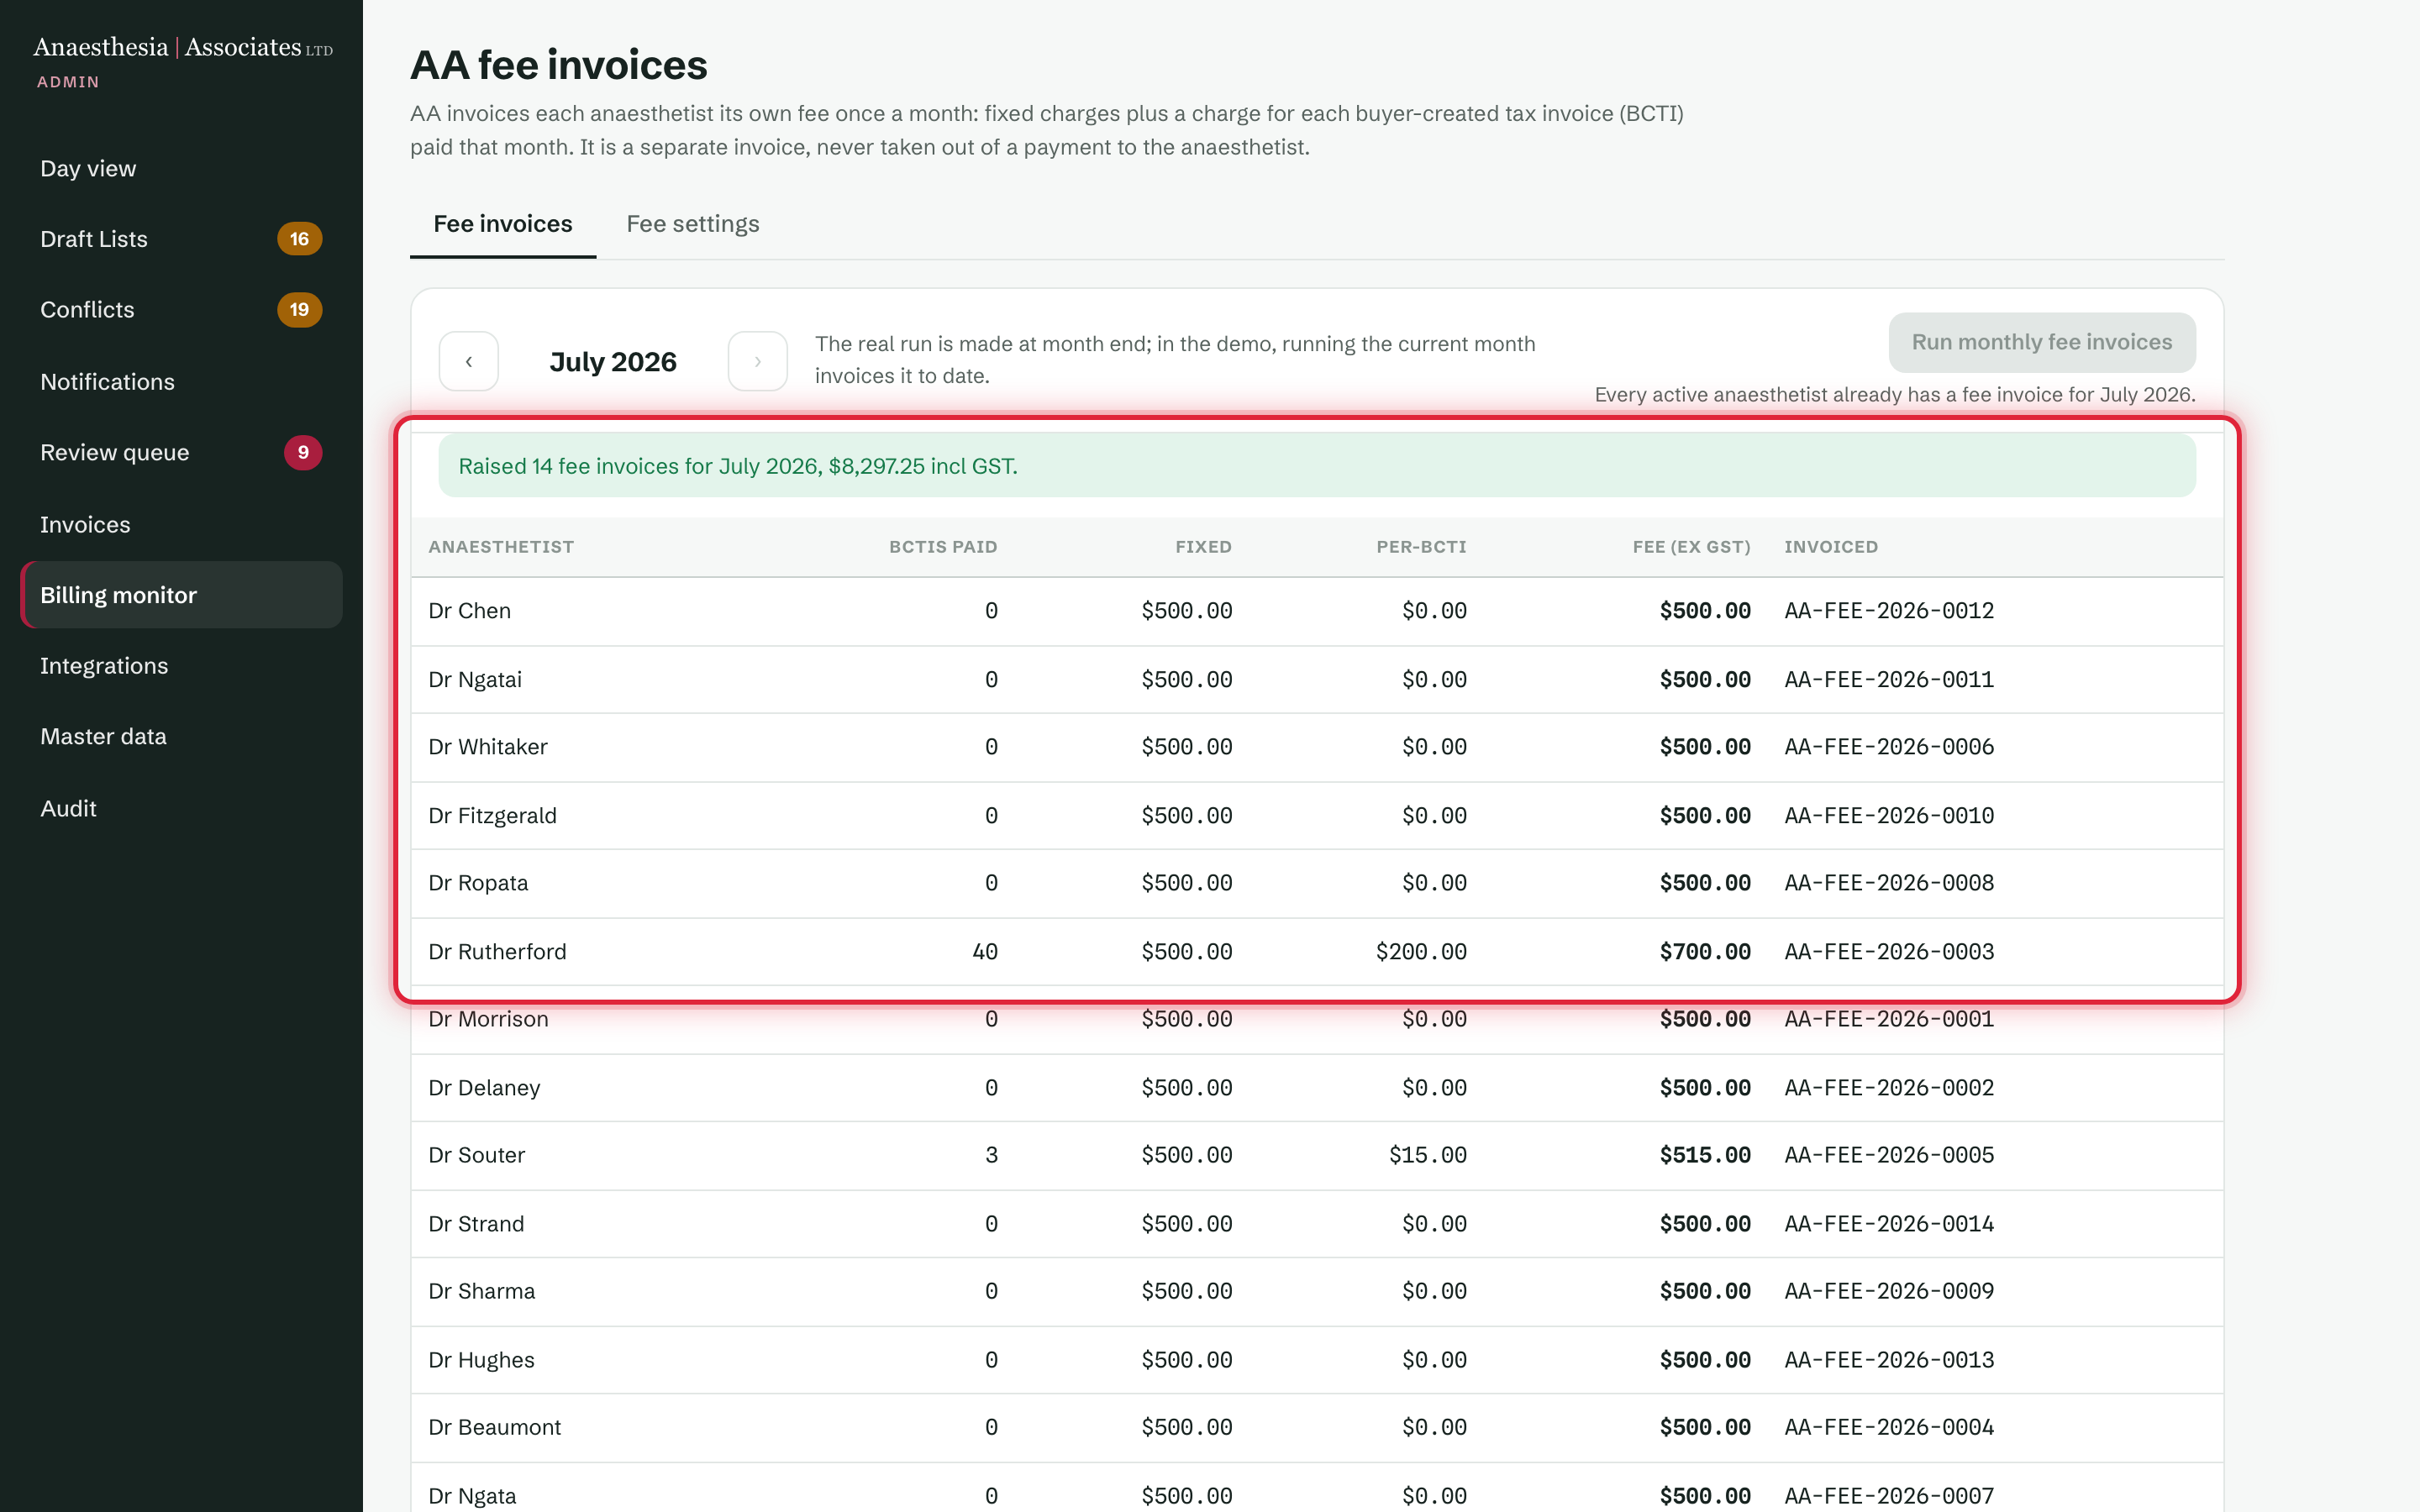 Anaesthesia | Associates LTD
ADMIN
Day view
Draft Lists 16
Conflicts 19
Notifications
Review queue 9
Invoices
Billing monitor
Integrations
Master data
Audit
AA fee invoices
AA invoices each anaesthetist its own fee once a month: fixed charges plus a charge for each buyer-created tax invoice (BCTI)
paid that month. It is a separate invoice, never taken out of a payment to the anaesthetist.
Fee invoices Fee settings
‹ July 2026 ›
The real run is made at month end; in the demo, running the current month
invoices it to date.
Run monthly fee invoices
Every active anaesthetist already has a fee invoice for July 2026.
Raised 14 fee invoices for July 2026, $8,297.25 incl GST.
ANAESTHETIST BCTIS PAID FIXED PER-BCTI FEE (EX GST) INVOICED
Dr Chen 0 $500.00 $0.00 $500.00 AA-FEE-2026-0012
Dr Ngatai 0 $500.00 $0.00 $500.00 AA-FEE-2026-0011
Dr Whitaker 0 $500.00 $0.00 $500.00 AA-FEE-2026-0006
Dr Fitzgerald 0 $500.00 $0.00 $500.00 AA-FEE-2026-0010
Dr Ropata 0 $500.00 $0.00 $500.00 AA-FEE-2026-0008
Dr Rutherford 40 $500.00 $200.00 $700.00 AA-FEE-2026-0003
Dr Morrison 0 $500.00 $0.00 $500.00 AA-FEE-2026-0001
Dr Delaney 0 $500.00 $0.00 $500.00 AA-FEE-2026-0002
Dr Souter 3 $500.00 $15.00 $515.00 AA-FEE-2026-0005
Dr Strand 0 $500.00 $0.00 $500.00 AA-FEE-2026-0014
Dr Sharma 0 $500.00 $0.00 $500.00 AA-FEE-2026-0009
Dr Hughes 0 $500.00 $0.00 $500.00 AA-FEE-2026-0013
Dr Beaumont 0 $500.00 $0.00 $500.00 AA-FEE-2026-0004
Dr Ngata 0 $500.00 $0.00 $500.00 AA-FEE-2026-0007